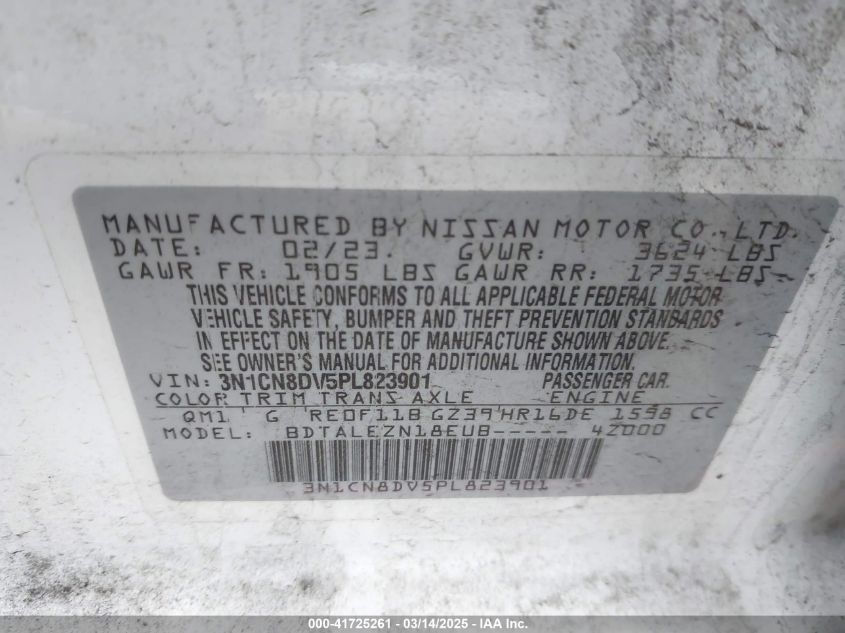 MANUFACTURED BY NISSAN MOTOR CO., LTD.
DATE: 02/23. GVWR: 3624 LBS
GAWR FR: 1905 LBS GAWR RR: 1735 LBS
THIS VEHICLE CONFORMS TO ALL APPLICABLE FEDERAL MOTOR
VEHICLE SAFETY, BUMPER AND THEFT PREVENTION STANDARDS
IN EFFECT ON THE DATE OF MANUFACTURE SHOWN ABOVE.
SEE OWNER'S MANUAL FOR ADDITIONAL INFORMATION.
VIN: 3N1CN8DV5PL823901 PASSENGER CAR.
COLOR TRIM TRANS AXLE ENGINE
QM1 G RE0F11B GZ39 HR16DE 1598 CC
MODEL: BDTALEZN18EUB----- 4Z000
3N1CN8DV5PL823901
000-41725261 - 03/14/2025 - IAA Inc.